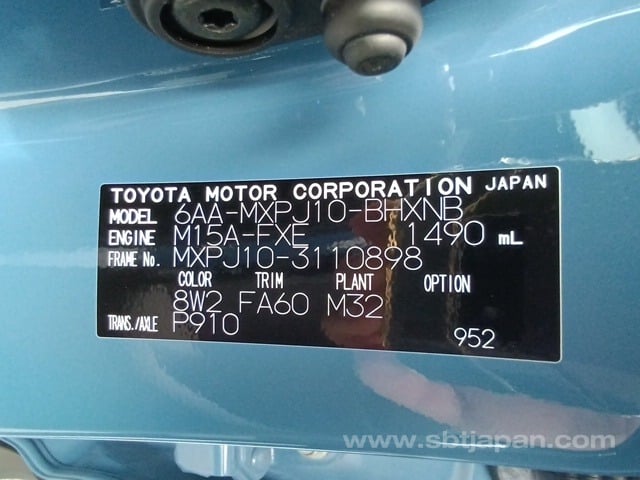 TOYOTA MOTOR CORPORATION JAPAN
MODEL 6AA-MXPJ10-BHXNB
ENGINE M15A-FXE 1490 mL
FRAME No. MXPJ10-3110898
COLOR TRIM PLANT OPTION
8W2 FA60 M32
TRANS./AXLE P910
952
www.sbtjapan.com